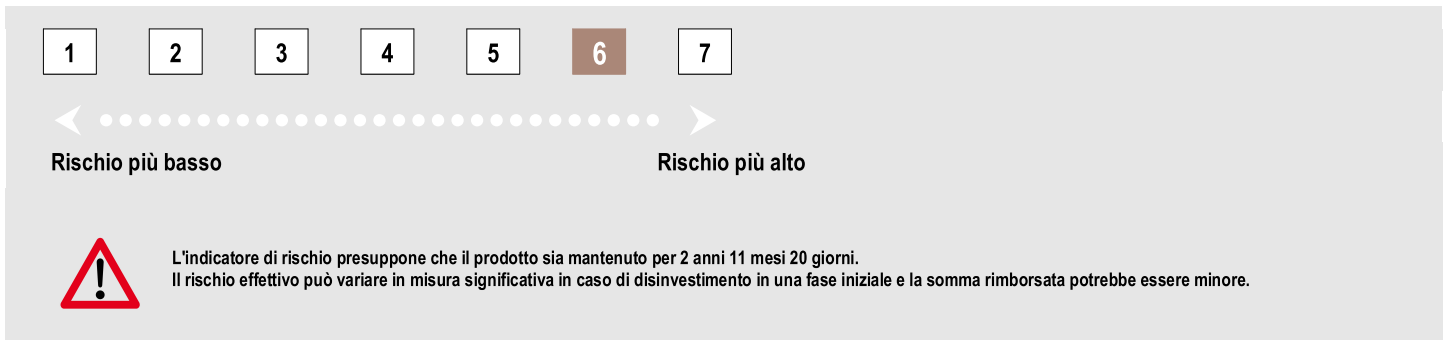 1 2 3 4 5 6 7
Rischio più basso Rischio più alto
L'indicatore di rischio presuppone che il prodotto sia mantenuto per 2 anni 11 mesi 20 giorni.
Il rischio effettivo può variare in misura significativa in caso di disinvestimento in una fase iniziale e la somma rimborsata potrebbe essere minore.